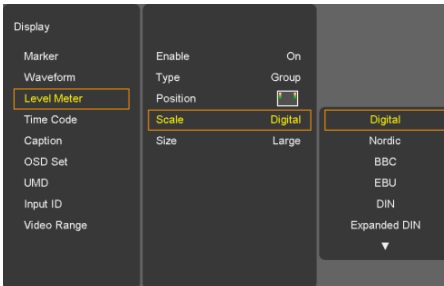 Display
Marker
Waveform
Level Meter
Time Code
Caption
OSD Set
UMD
Input ID
Video Range
Enable On
Type Group
Position
Scale Digital
Size Large
Digital
Nordic
BBC
EBU
DIN
Expanded DIN